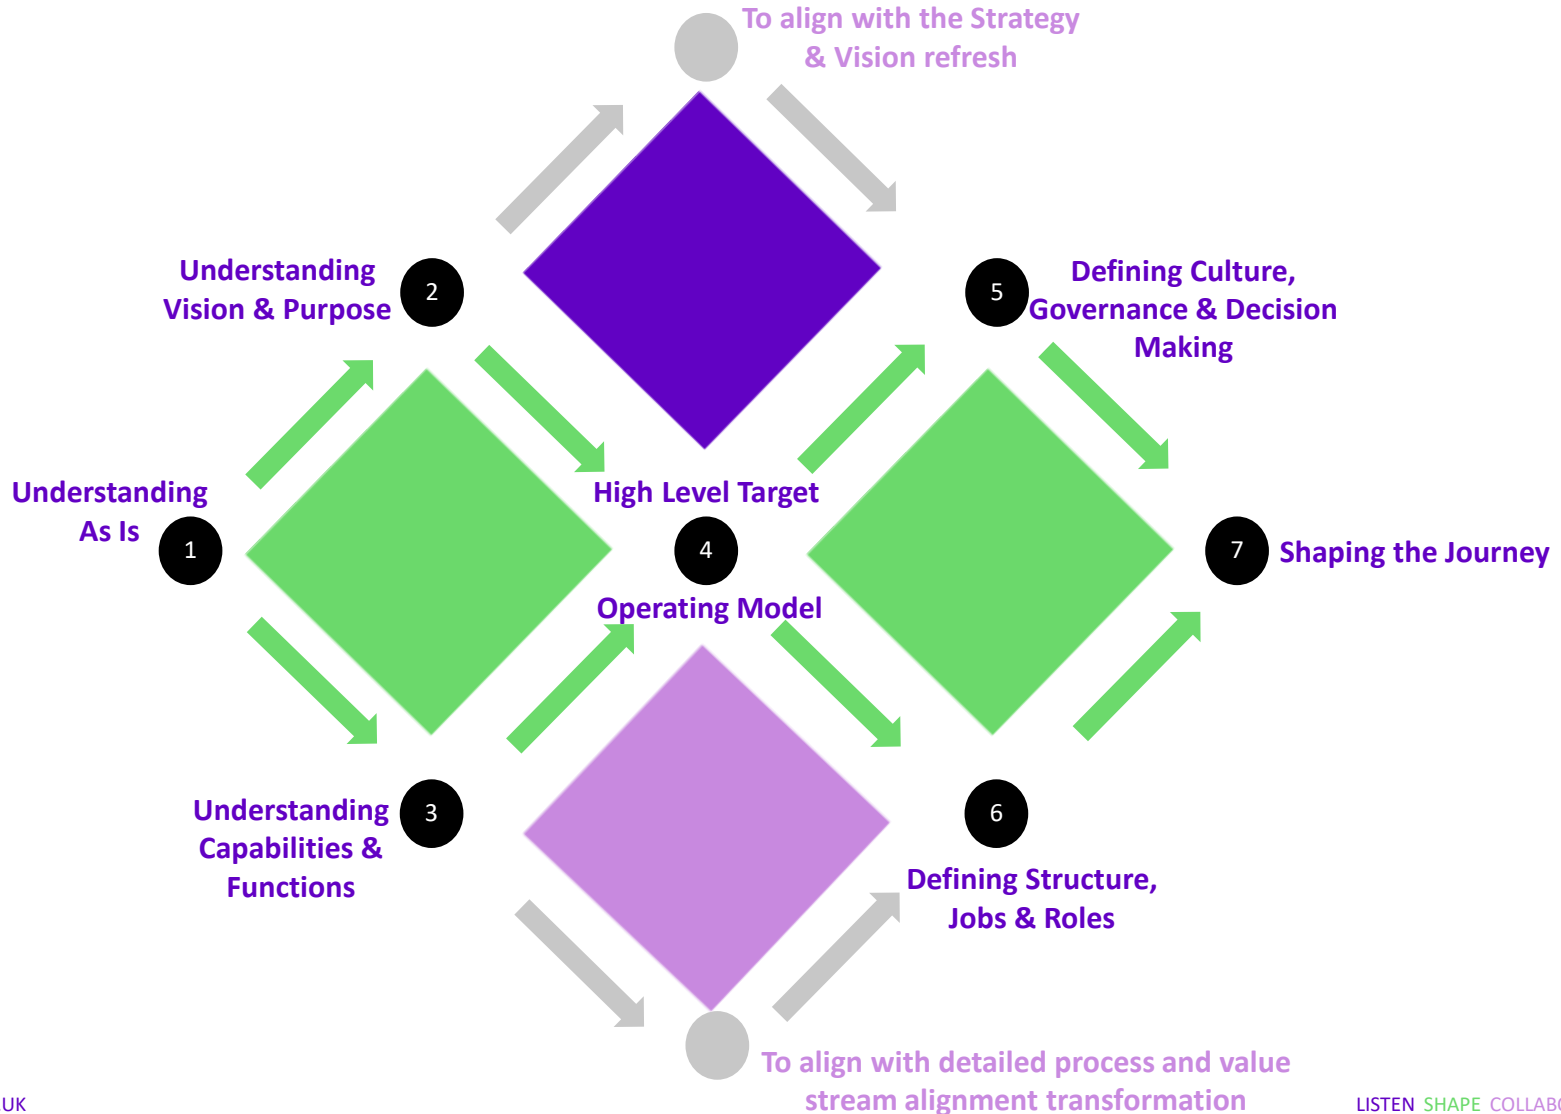 To align with the Strategy
& Vision refresh
Understanding
Vision & Purpose
2
5
Defining Culture,
Governance & Decision
Making
Understanding
As Is
1
High Level Target
4
Operating Model
7
Shaping the Journey
Understanding
Capabilities &
Functions
3
6
Defining Structure,
Jobs & Roles
To align with detailed process and value
stream alignment transformation
.UK
LISTEN SHAPE COLLABO